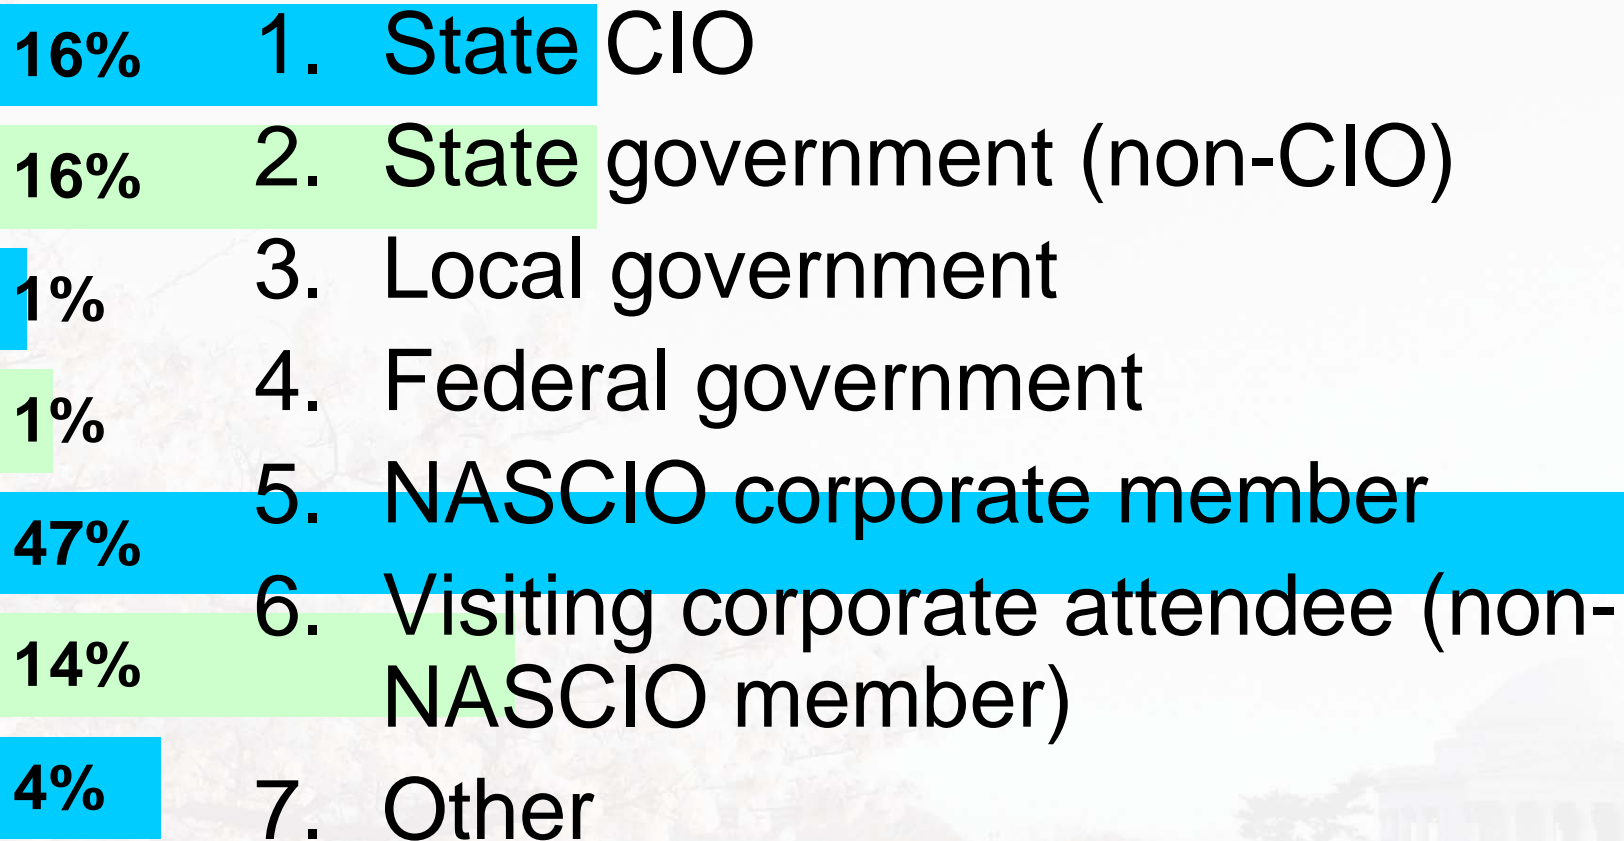 16% 1. State CIO
16% 2. State government (non-CIO)
1% 3. Local government
1% 4. Federal government
47% 5. NASCIO corporate member
14% 6. Visiting corporate attendee (non-
NASCIO member)
4% 7. Other